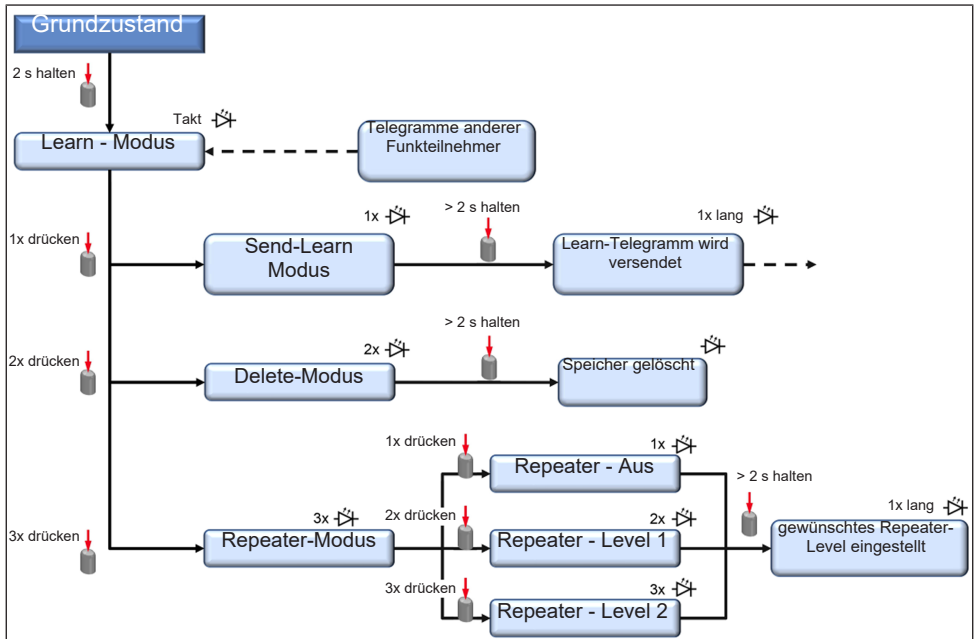 Grundzustand
2 s halten
Takt
Learn - Modus
Telegramme anderer
Funkteilnehmer
1x drücken
1x
> 2 s halten
1x lang
Send-Learn
Modus
Learn-Telegramm wird
versendet
2x drücken
2x
> 2 s halten
Delete-Modus
Speicher gelöscht
3x drücken
3x
Repeater-Modus
1x drücken
1x
Repeater - Aus
2x drücken
2x
Repeater - Level 1
3x drücken
3x
Repeater - Level 2
> 2 s halten
1x lang
gewünschtes Repeater-
Level eingestellt